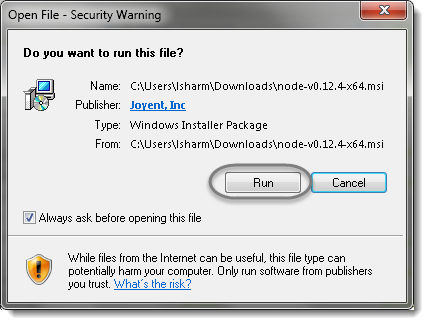 Open File - Security Warning
Do you want to run this file?
Name: C:\Users\lsharm\Downloads\node-v0.12.4-x64.msi
Publisher: Joyent, Inc
Type: Windows Installer Package
From: C:\Users\lsharm\Downloads\node-v0.12.4-x64.msi
Run Cancel
Always ask before opening this file
While files from the Internet can be useful, this file type can
potentially harm your computer. Only run software from publishers
you trust. What's the risk?